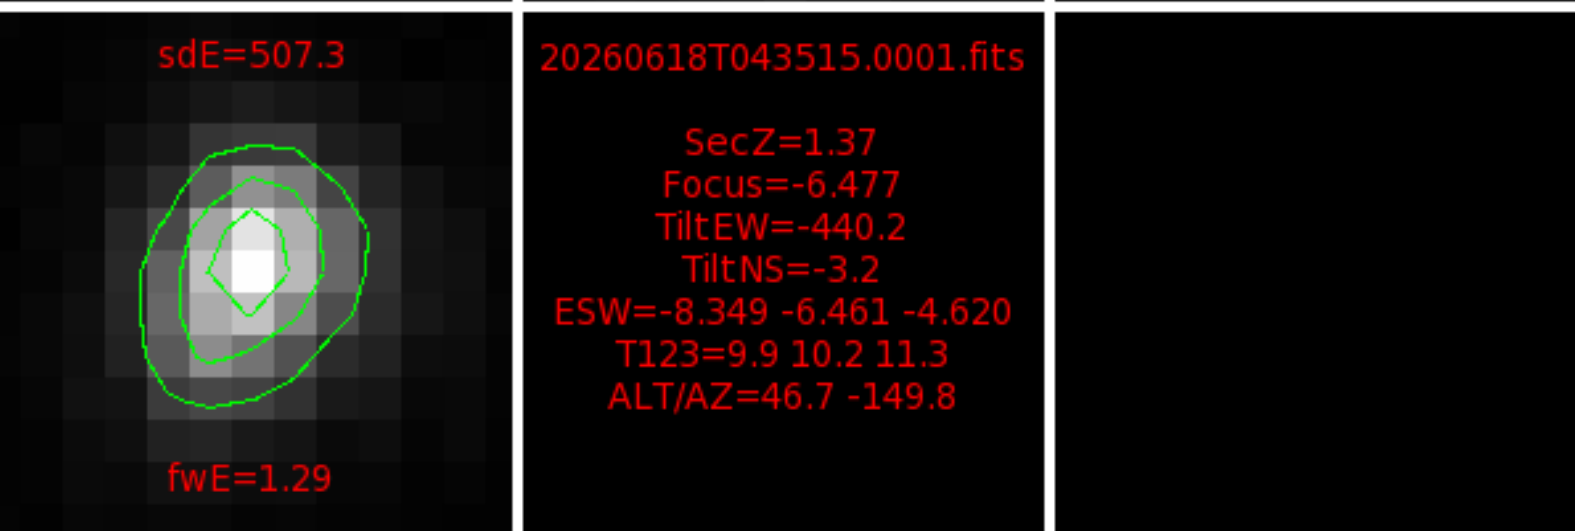 sdE=507.3
fwE=1.29
20260618T043515.0001.fits
SecZ=1.37
Focus=-6.477
TiltEW=-440.2
TiltNS=-3.2
ESW=-8.349 -6.461 -4.620
T123=9.9 10.2 11.3
ALT/AZ=46.7 -149.8